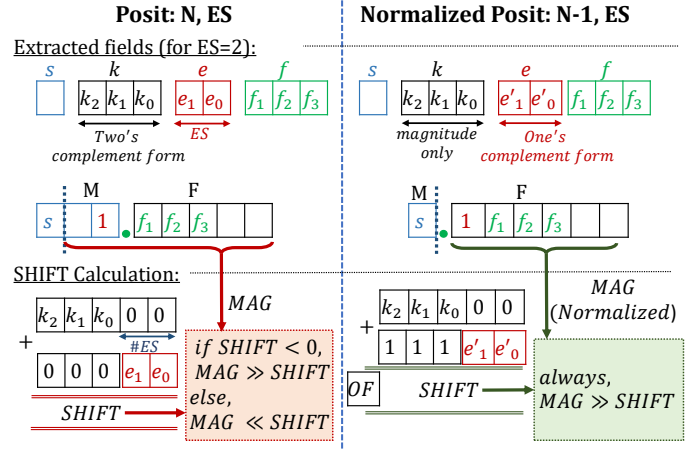 Posit: N, ES
Extracted fields (for ES=2):
s k e f
k₂ k₁ k₀ e₁ e₀ f₁ f₂ f₃
Two's complement form
ES
M F
s 1 . f₁ f₂ f₃
SHIFT Calculation:
MAG
k₂ k₁ k₀ 0 0
#ES
+
0 0 0 e₁ e₀
SHIFT
if SHIFT < 0,
MAG ≫ SHIFT
else,
MAG ≪ SHIFT
Normalized Posit: N-1, ES
s k e f
k₂ k₁ k₀ e'₁ e'₀ f₁ f₂ f₃
magnitude only
One's complement form
M F
s . 1 f₁ f₂ f₃
MAG
(Normalized)
k₂ k₁ k₀ 0 0
+
1 1 1 e'₁ e'₀
OF SHIFT
always,
MAG ≫ SHIFT